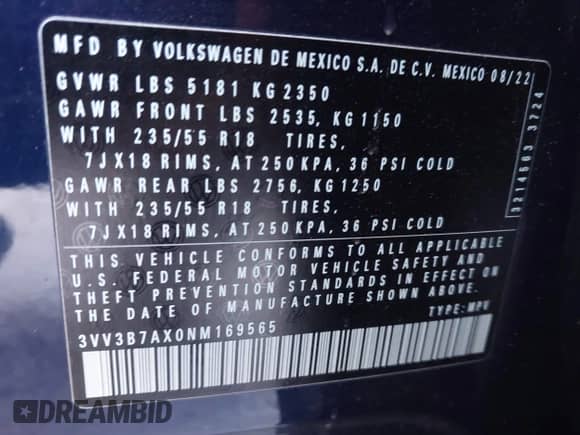 MFD BY VOLKSWAGEN DE MEXICO S.A. DE C.V. MEXICO 08/22
GVWR LBS 5181 KG 2350
GAWR FRONT LBS 2535, KG 1150
WITH 235/55 R18 TIRES,
7JX18 RIMS, AT 250 KPA, 36 PSI COLD
GAWR REAR LBS 2756, KG 1250
WITH 235/55 R18 TIRES,
7JX18 RIMS, AT 250 KPA, 36 PSI COLD
THIS VEHICLE CONFORMS TO ALL APPLICABLE
U.S. FEDERAL MOTOR VEHICLE SAFETY AND
THEFT PREVENTION STANDARDS IN EFFECT ON
THE DATE OF MANUFACTURE SHOWN ABOVE.
3VV3B7AX0NM169565 TYPE: MPV
3214563 3724
DREAMBID